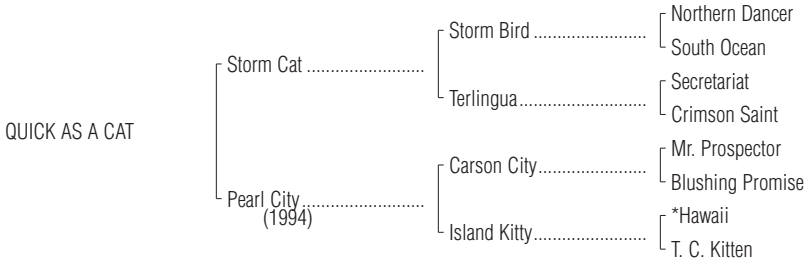 Northern Dancer
Storm Bird ........................
South Ocean
Storm Cat .........................
Secretariat
Terlingua...........................
Crimson Saint
QUICK AS A CAT
Mr. Prospector
Carson City.......................
Blushing Promise
Pearl City..........................
(1994)
*Hawaii
Island Kitty........................
T. C. Kitten